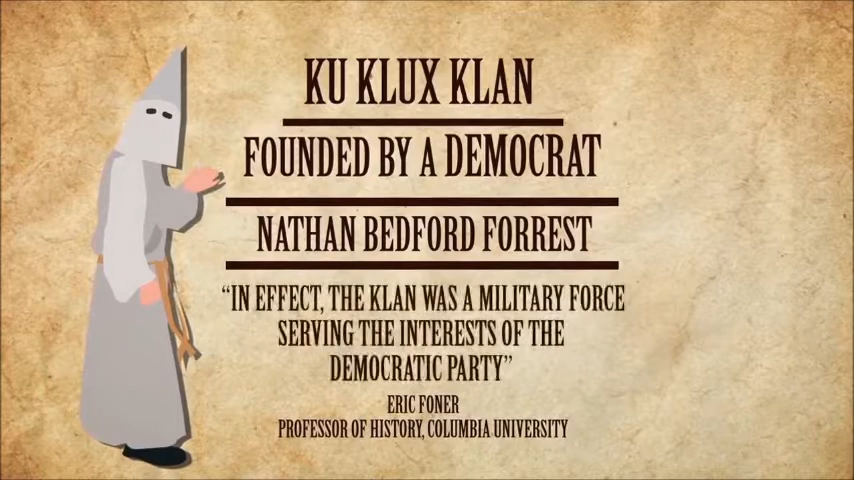 KU KLUX KLAN
FOUNDED BY A DEMOCRAT
NATHAN BEDFORD FORREST
“IN EFFECT, THE KLAN WAS A MILITARY FORCE
SERVING THE INTERESTS OF THE
DEMOCRATIC PARTY”
ERIC FONER
PROFESSOR OF HISTORY, COLUMBIA UNIVERSITY